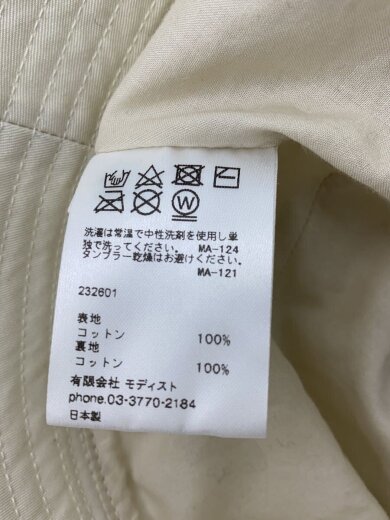 W
洗濯は常温で中性洗剤を使用し単
独で洗ってください。 MA-124
タンブラー乾燥はお避けください。
MA-121
232601
表地
コットン 100%
裏地
コットン 100%
有限会社 モディスト
phone.03-3770-2184
日本製